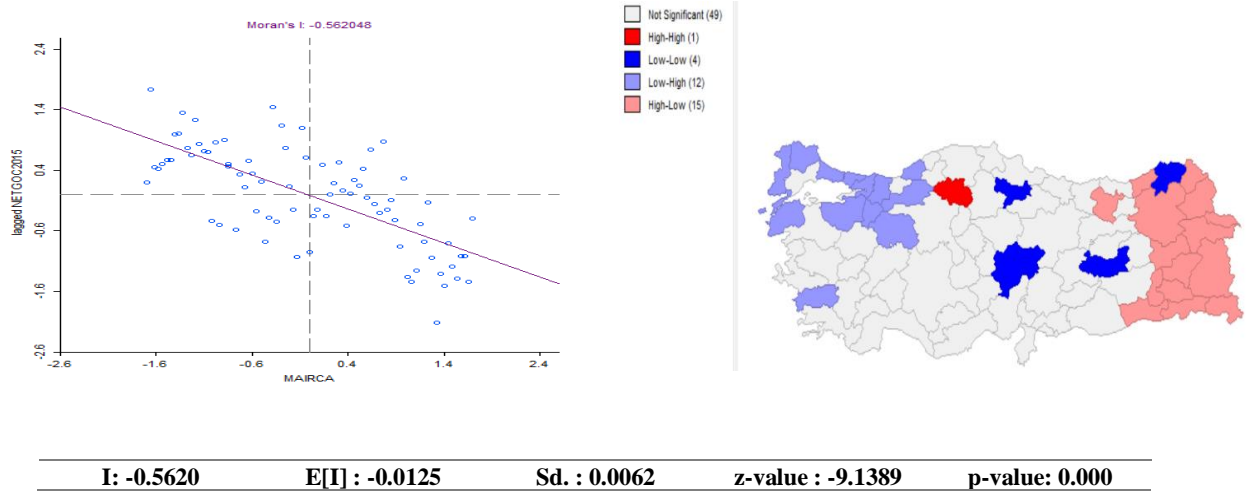 Moran's I: -0.562048
2.4
1.4
0.4
-0.6
-1.6
-2.6
lagged NETGOC2015
-2.6
-1.6
-0.6
0.4
1.4
2.4
MAIRCA
Not Significant (49)
High-High (1)
Low-Low (4)
Low-High (12)
High-Low (15)
I: -0.5620 E[I] : -0.0125 Sd. : 0.0062 z-value : -9.1389 p-value: 0.000